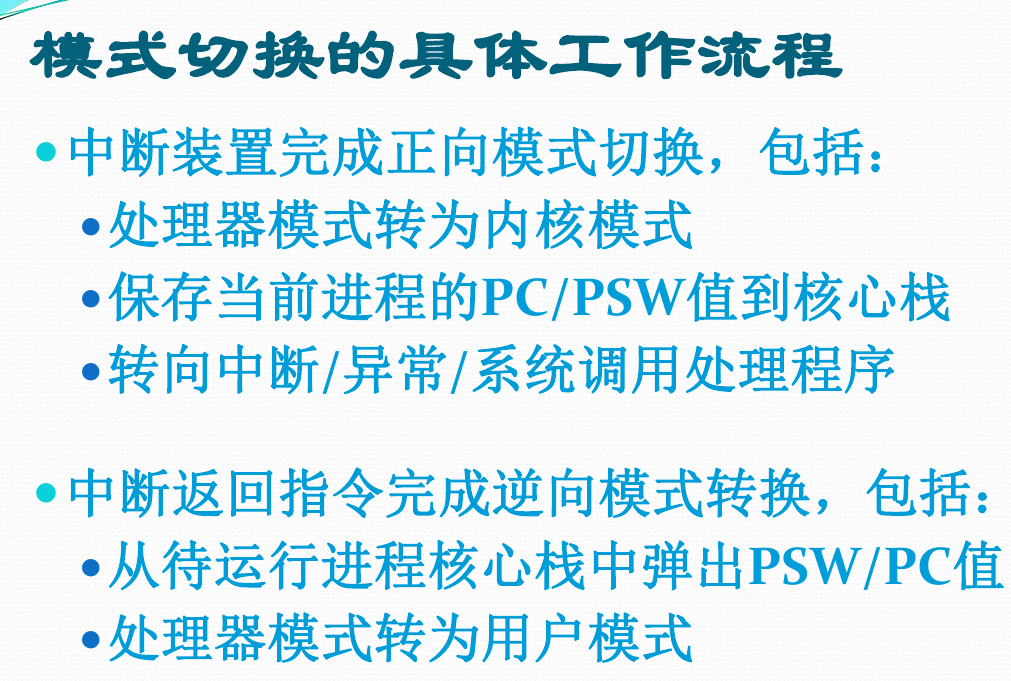 模式切换的具体工作流程
•中断装置完成正向模式切换，包括：
•处理器模式转为内核模式
•保存当前进程的PC/PSW值到核心栈
•转向中断/异常/系统调用处理程序
•中断返回指令完成逆向模式转换，包括：
•从待运行进程核心栈中弹出PSW/PC值
•处理器模式转为用户模式